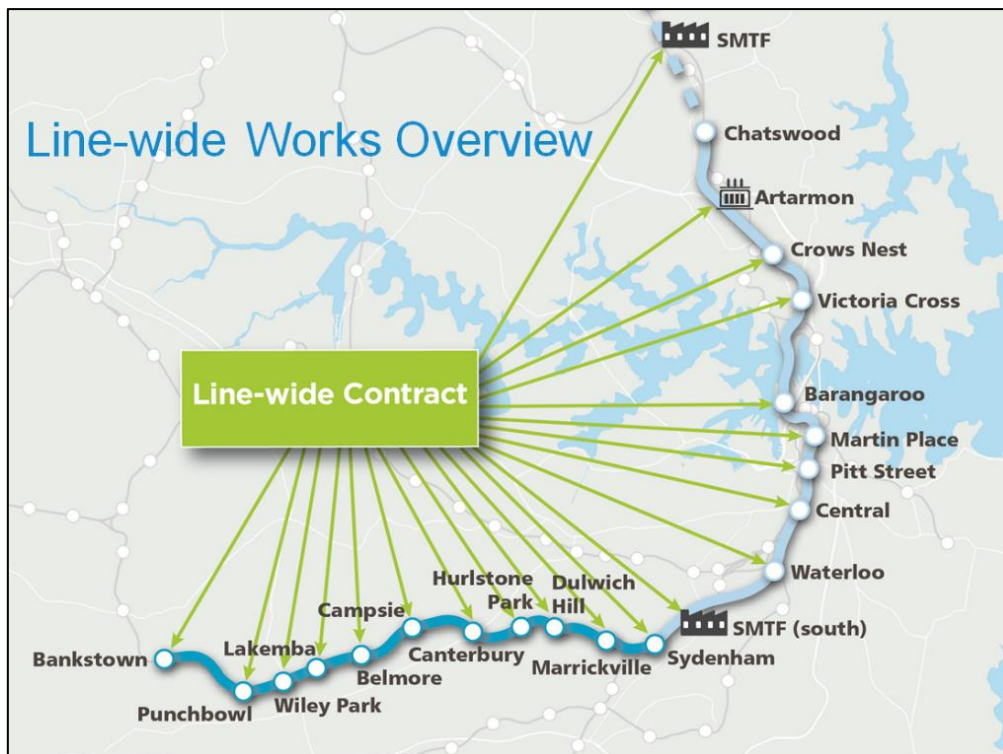 SMTF
Line-wide Works Overview
Chatswood
Artarmon
Crows Nest
Victoria Cross
Line-wide Contract
Barangaroo
Martin Place
Pitt Street
Central
Waterloo
Hurlstone
Park
Dulwich
Hill
Campsie
SMTF (south)
Lakemba
Bankstown
Canterbury
Marrickville
Sydenham
Belmore
Punchbowl
Wiley Park